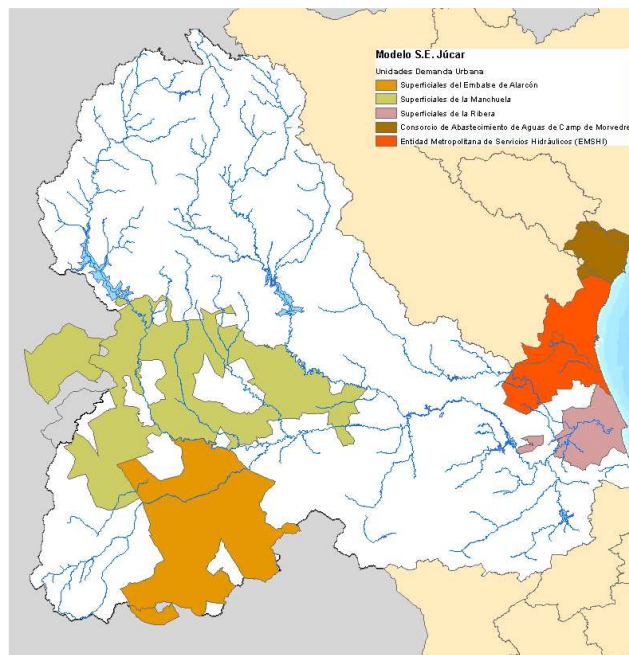 Modelo S.E. Júcar
Unidades Demanda Urbana
Superficiales del Embalse de Alarcón
Superficiales de la Manchuela
Superficiales de la Ribera
Consorcio de Abastecimiento de Aguas de Camp de Morvedre
Entidad Metropolitana de Servicios Hidráulicos (EMSHI)